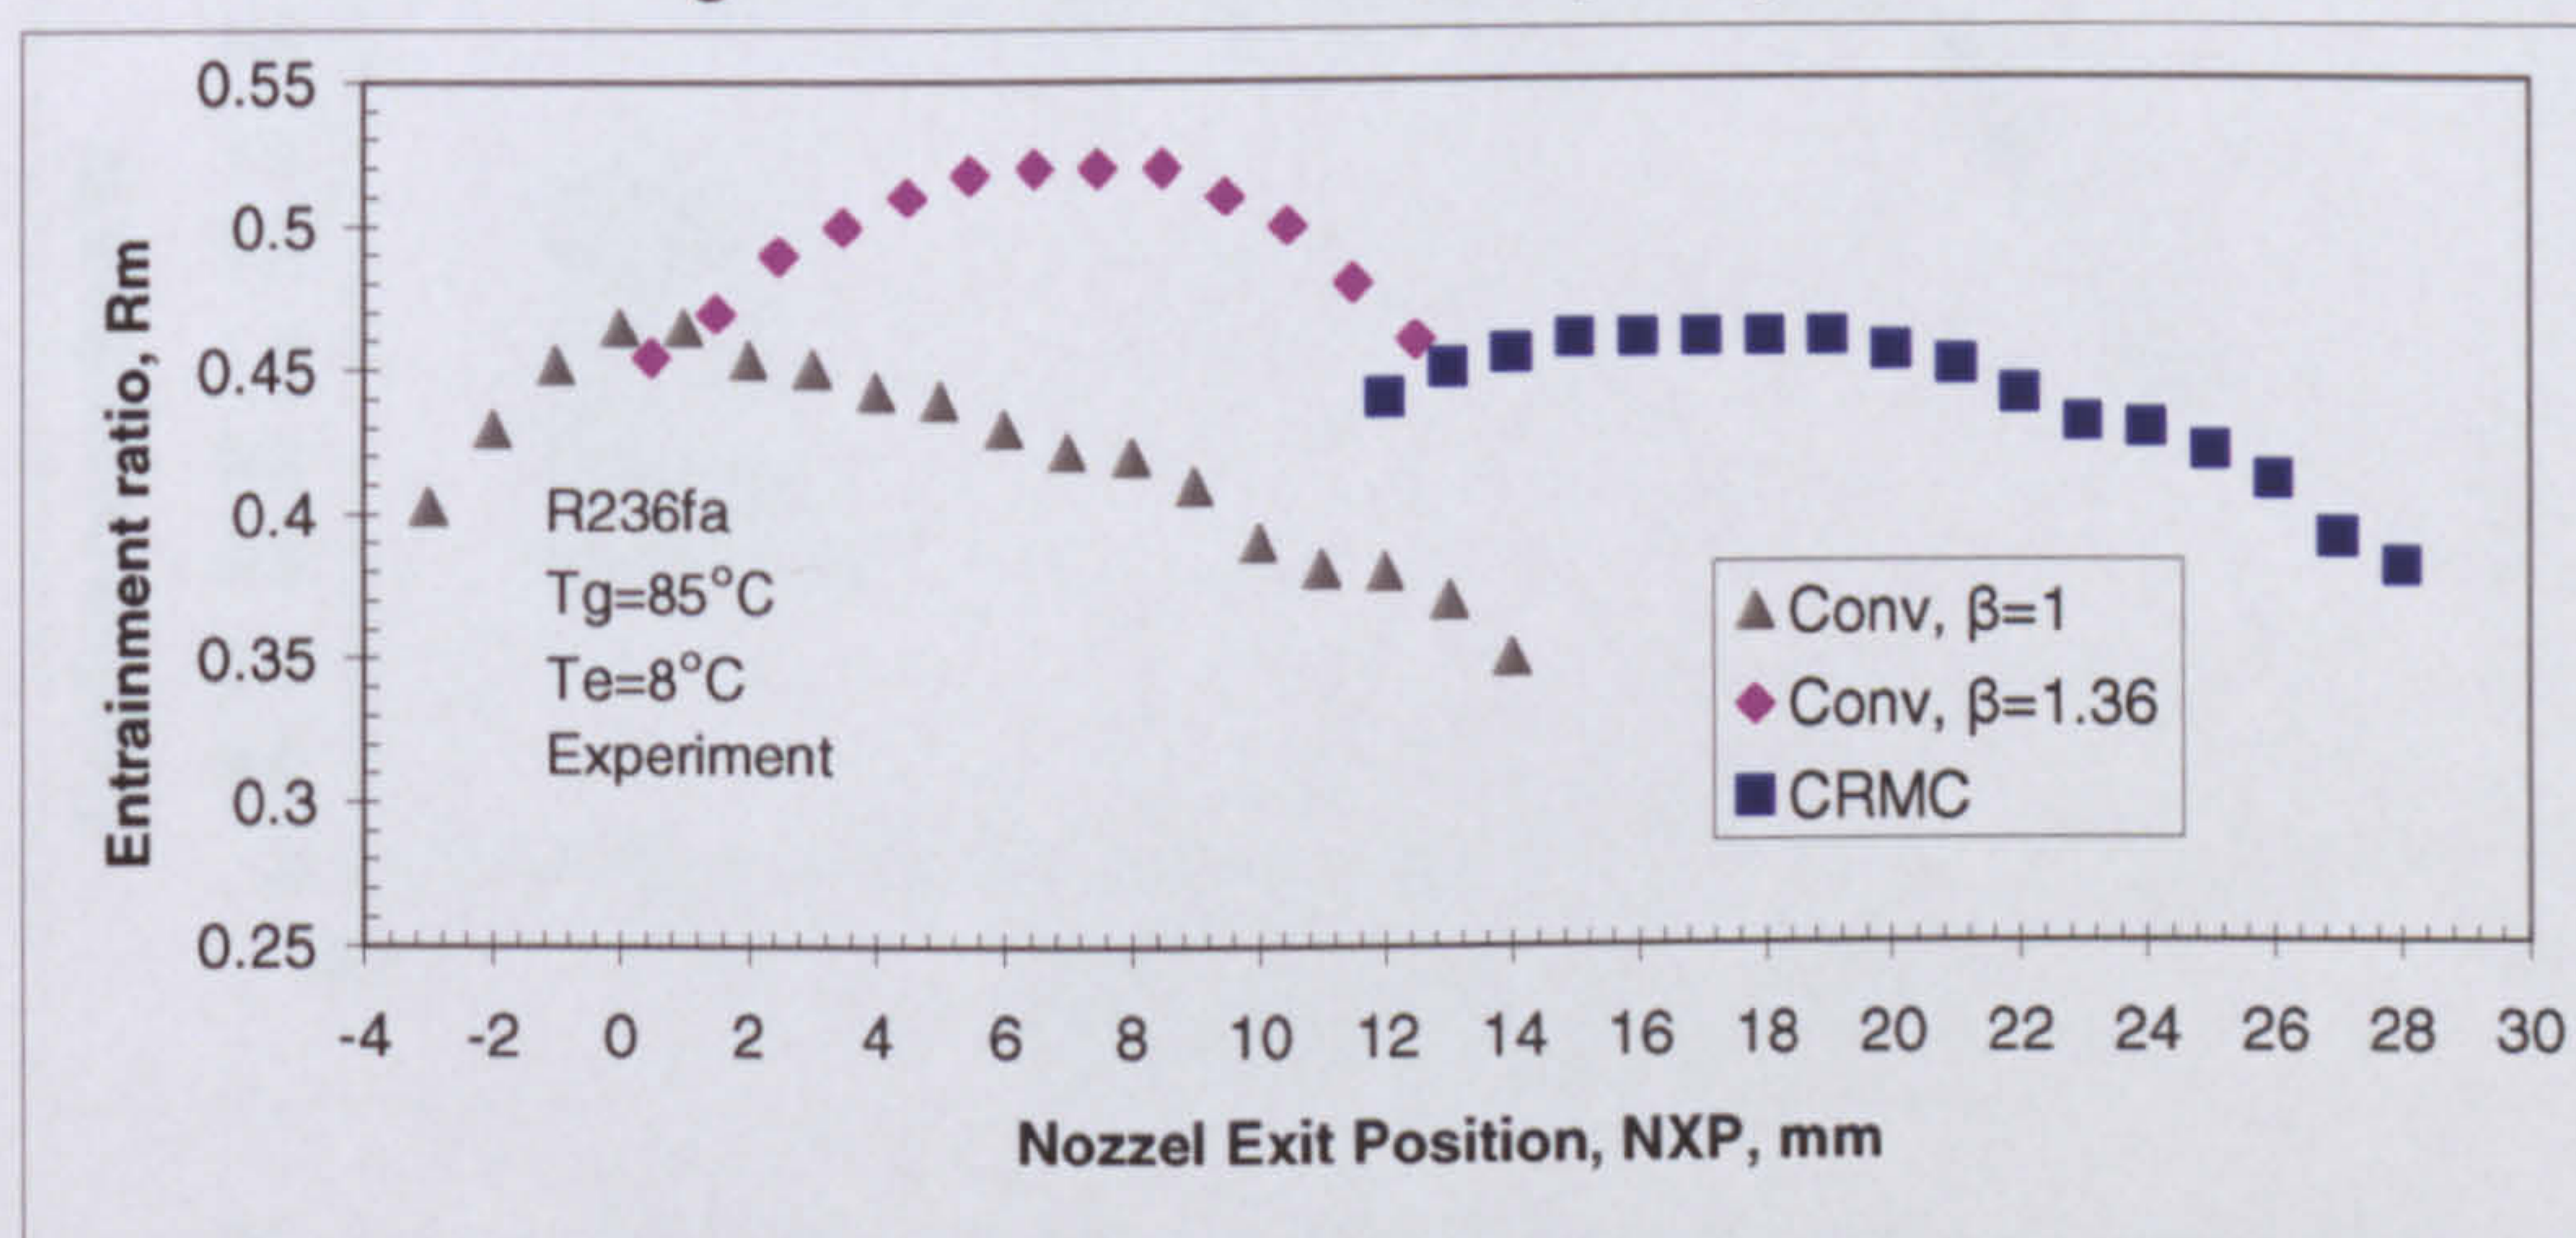 0.55
0.5
0.45
0.4
0.35
0.3
0.25
Entrainment ratio, Rm
R236fa
Tg=85°C
Te=8°C
Experiment
Conv, β=1
Conv, β=1.36
CRMC
-4 -2 0 2 4 6 8 10 12 14 16 18 20 22 24 26 28 30
Nozzel Exit Position, NXP, mm